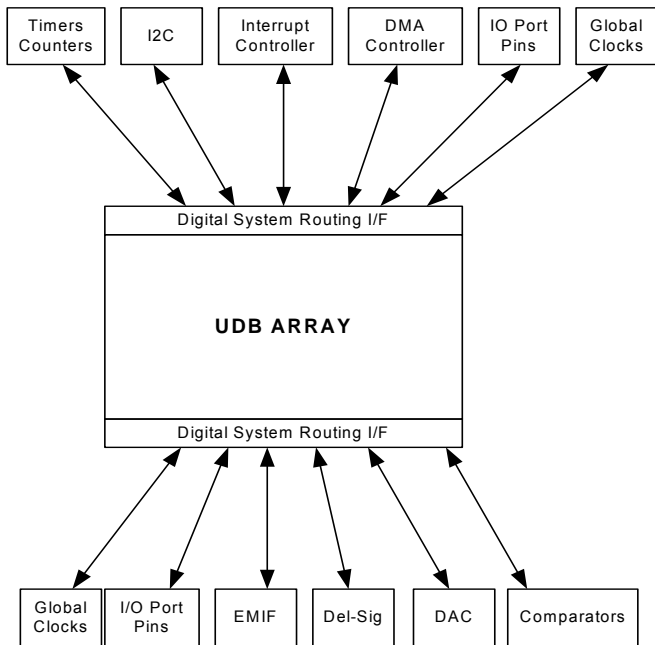 Timers
Counters
I2C
Interrupt
Controller
DMA
Controller
IO Port
Pins
Global
Clocks
Digital System Routing I/F
UDB ARRAY
Digital System Routing I/F
Global
Clocks
I/O Port
Pins
EMIF
Del-Sig
DAC
Comparators